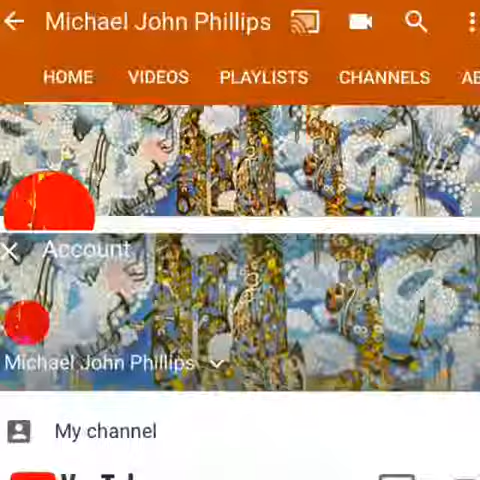 Michael John Phillips
HOME VIDEOS PLAYLISTS CHANNELS
Account
Michael John Phillips
My channel